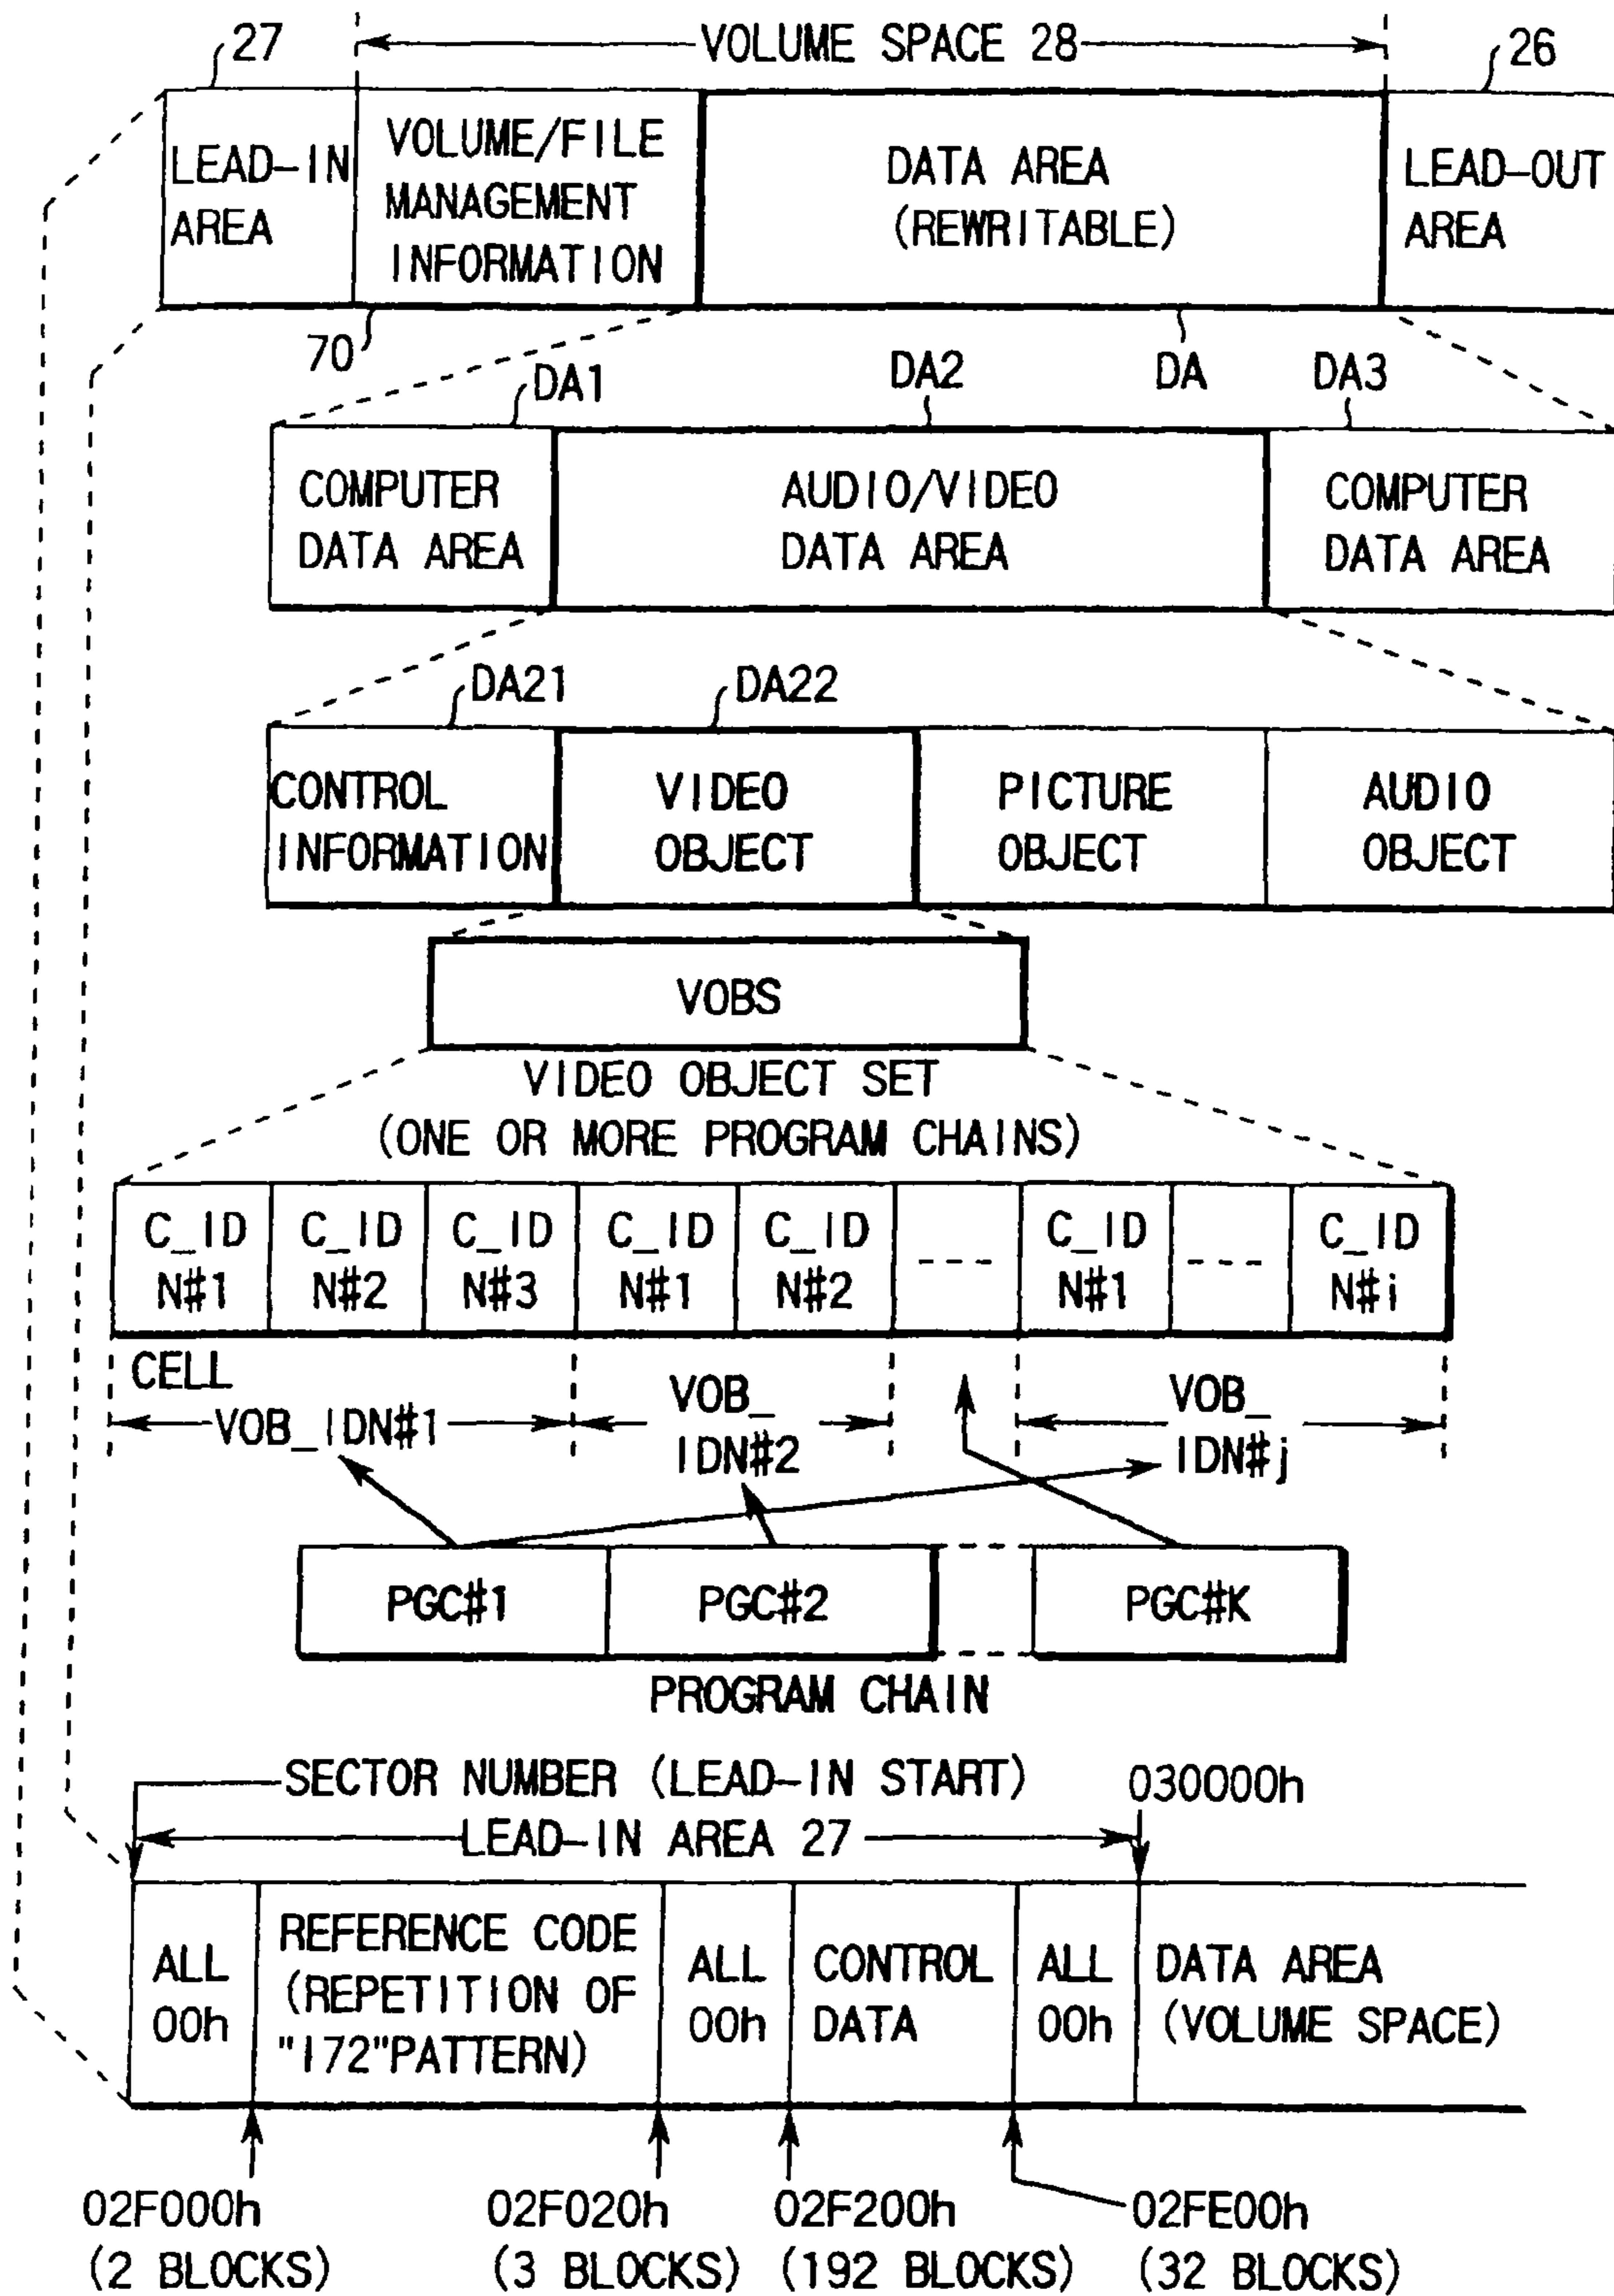 27
VOLUME SPACE 28
26
LEAD-IN
AREA
VOLUME/FILE
MANAGEMENT
INFORMATION
DATA AREA
(REWRITABLE)
LEAD-OUT
AREA
70
DA1
DA2
DA
DA3
COMPUTER
DATA AREA
AUDIO/VIDEO
DATA AREA
COMPUTER
DATA AREA
DA21
DA22
CONTROL
INFORMATION
VIDEO
OBJECT
PICTURE
OBJECT
AUDIO
OBJECT
VOBS
VIDEO OBJECT SET
(ONE OR MORE PROGRAM CHAINS)
C_ID
N#1
C_ID
N#2
C_ID
N#3
C_ID
N#1
C_ID
N#2
----
C_ID
N#1
----
C_ID
N#i
CELL
VOB_IDN#1
VOB_
IDN#2
VOB_
IDN#j
PGC#1
PGC#2
PGC#K
PROGRAM CHAIN
SECTOR NUMBER (LEAD-IN START)
030000h
LEAD-IN AREA 27
ALL
00h
REFERENCE CODE
(REPETITION OF
"172"PATTERN)
ALL
00h
CONTROL
DATA
ALL
00h
DATA AREA
(VOLUME SPACE)
02F000h
(2 BLOCKS)
02F020h
(3 BLOCKS)
02F200h
(192 BLOCKS)
02FE00h
(32 BLOCKS)